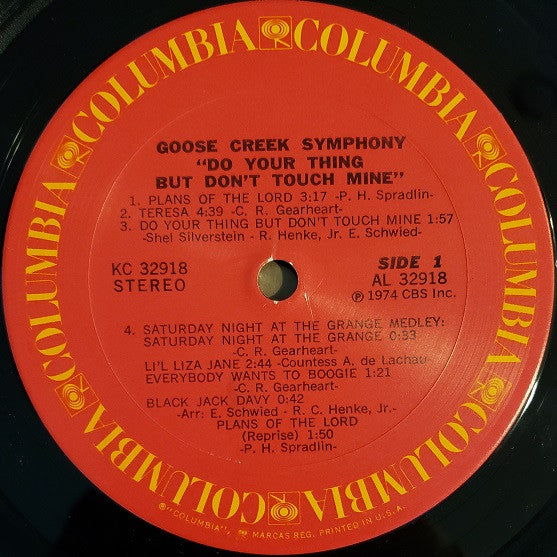 COLUMBIA COLUMBIA COLUMBIA COLUMBIA COLUMBIA COLUMBIA
GOOSE CREEK SYMPHONY
"DO YOUR THING
BUT DON'T TOUCH MINE"
1. PLANS OF THE LORD 3:17 -P. H. Spradlin-
2. TERESA 4:39 -C. R. Gearheart-
3. DO YOUR THING BUT DON'T TOUCH MINE 1:57
-Shel Silverstein - R. Henke, Jr. E. Schwied-
KC 32918
STEREO
SIDE 1
AL 32918
Ⓟ 1974 CBS Inc.
4. SATURDAY NIGHT AT THE GRANGE MEDLEY:
SATURDAY NIGHT AT THE GRANGE 0:53
-C. R. Gearheart-
LI'L LIZA JANE 2:44 -Countess A. de Lachau-
EVERYBODY WANTS TO BOOGIE 1:21
-C. R. Gearheart-
BLACK JACK DAVY 0:42
-Arr: E. Schwied - R. C. Henke, Jr.-
PLANS OF THE LORD
(Reprise) 1:50
-P. H. Spradlin-
® "COLUMBIA", MARCAS REG. PRINTED IN U.S.A.